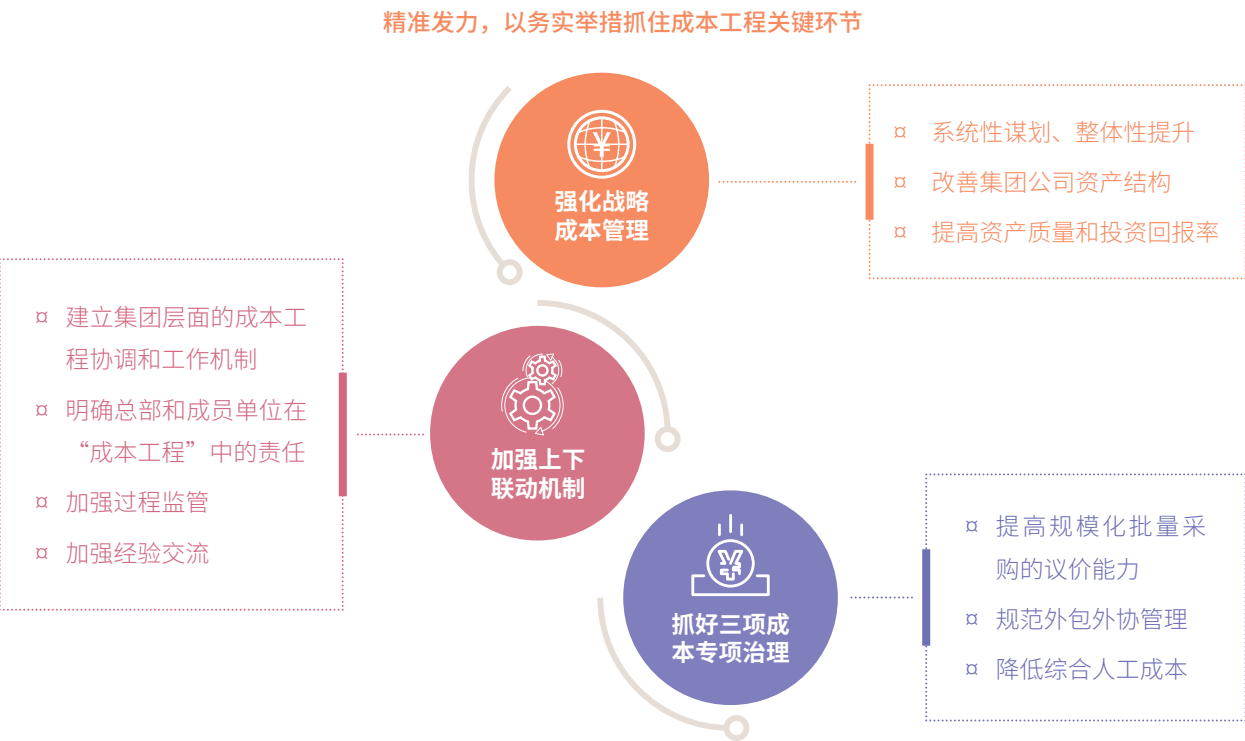 精准发力，以务实举措抓住成本工程关键环节
强化战略
成本管理
¤ 系统性谋划、整体性提升
¤ 改善集团公司资产结构
¤ 提高资产质量和投资回报率
加强上下
联动机制
¤ 建立集团层面的成本工
程协调和工作机制
¤ 明确总部和成员单位在
“成本工程”中的责任
¤ 加强过程监管
¤ 加强经验交流
抓好三项成
本专项治理
¤ 提高规模化批量采
购的议价能力
¤ 规范外包外协管理
¤ 降低综合人工成本